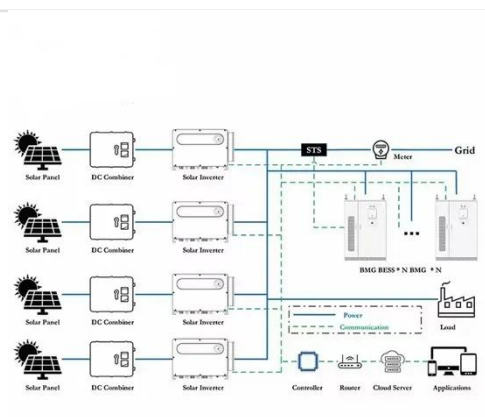 STS
Meter
Grid
Solar Panel DC Combiner Solar Inverter
Solar Panel DC Combiner Solar Inverter
BMG BESS * N BMG * N
Solar Panel DC Combiner Solar Inverter
Power
Communication
Load
Solar Panel DC Combiner Solar Inverter
Controller Router Cloud Server Applications